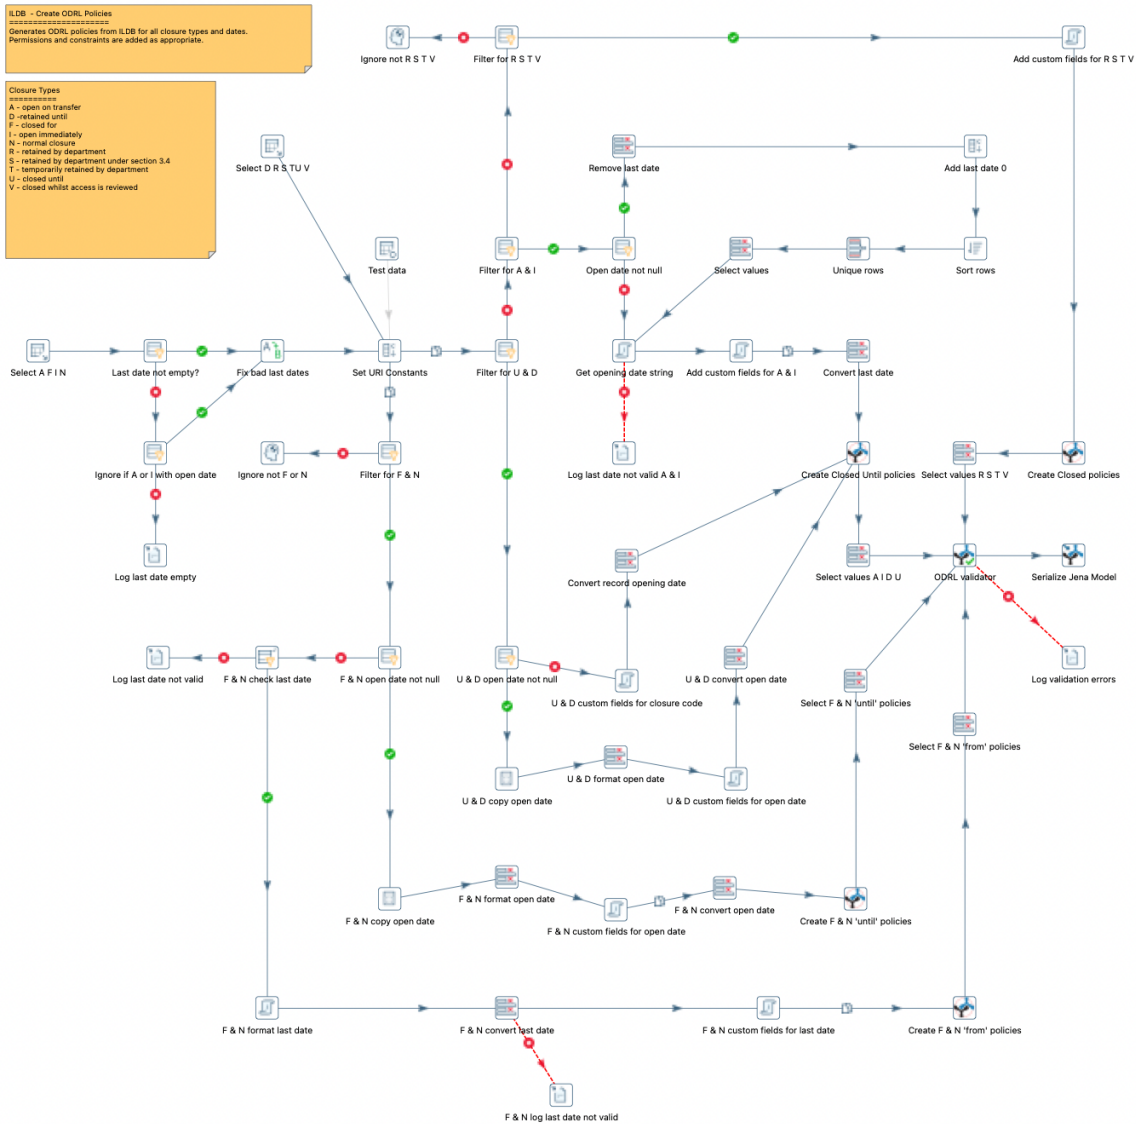 ILDB - Create ODRL Policies
=====================
Generates ODRL policies from ILDB for all closure types and dates.
Permissions and constraints are added as appropriate.
Ignore not R S T V
Filter for R S T V
Add custom fields for R S T V
Closure Types
==========
A - open on transfer
D -retained until
F - closed for
I - open immediately
N - normal closure
R - retained by department
S - retained by department under section 3.4
T - temporarily retained by department
U - closed until
V - closed whilst access is reviewed
Select D R S TU V
Remove last date
Add last date 0
Test data
Filter for A & I
Open date not null
Select values
Unique rows
Sort rows
Select A F I N
Last date not empty?
Fix bad last dates
Set URI Constants
Filter for U & D
Get opening date string
Add custom fields for A & I
Convert last date
Ignore if A or I with open date
Ignore not F or N
Filter for F & N
Log last date not valid A & I
Create Closed Until policies
Select values R S T V
Create Closed policies
Log last date empty
Convert record opening date
Select values A I D U
ODRL validator
Serialize Jena Model
Log last date not valid
F & N check last date
F & N open date not null
U & D open date not null
U & D custom fields for closure code
U & D convert open date
Select F & N 'until' policies
Log validation errors
Select F & N 'from' policies
U & D copy open date
U & D format open date
U & D custom fields for open date
F & N copy open date
F & N format open date
F & N custom fields for open date
F & N convert open date
Create F & N 'until' policies
F & N format last date
F & N convert last date
F & N custom fields for last date
Create F & N 'from' policies
F & N log last date not valid